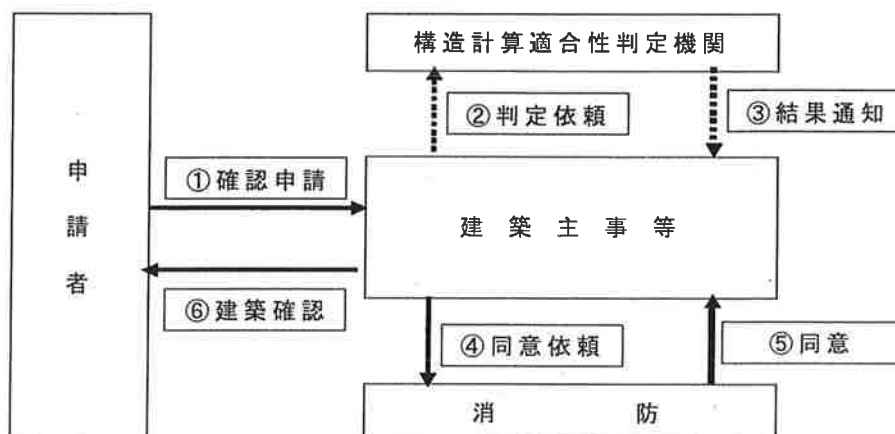 構造計算適合性判定機関
②判定依頼
③結果通知
申請者
①確認申請
建築主事等
⑥建築確認
④同意依頼
⑤同意
消防